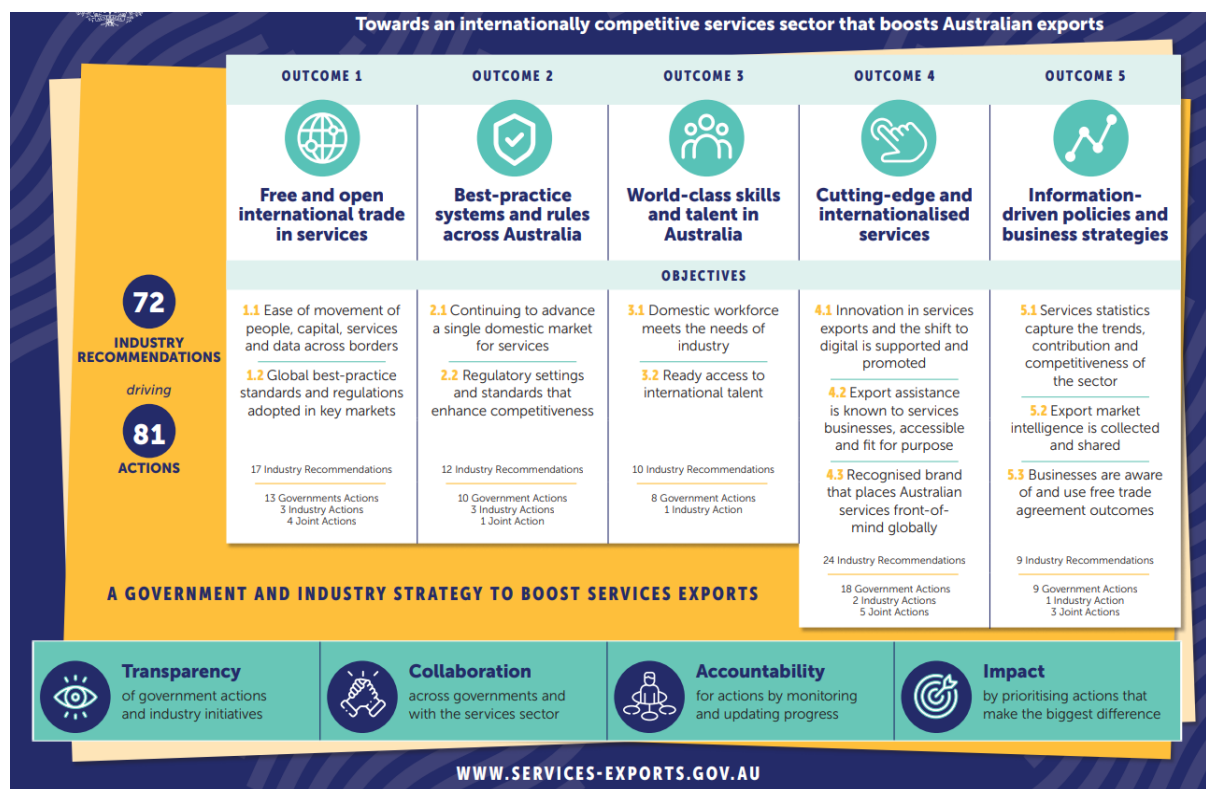 Towards an internationally competitive services sector that boosts Australian exports
OUTCOME 1
OUTCOME 2
OUTCOME 3
OUTCOME 4
OUTCOME 5
Free and open
international trade
in services
Best-practice
systems and rules
across Australia
World-class skills
and talent in
Australia
Cutting-edge and
internationalised
services
Information-
driven policies and
business strategies
72
INDUSTRY
RECOMMENDATIONS
driving
81
ACTIONS
OBJECTIVES
1.1 Ease of movement of
people, capital, services
and data across borders
1.2 Global best-practice
standards and regulations
adopted in key markets
17 Industry Recommendations
13 Governments Actions
3 Industry Actions
4 Joint Actions
2.1 Continuing to advance
a single domestic market
for services
2.2 Regulatory settings
and standards that
enhance competitiveness
12 Industry Recommendations
10 Government Actions
3 Industry Actions
1 Joint Action
3.1 Domestic workforce
meets the needs of
industry
3.2 Ready access to
international talent
10 Industry Recommendations
8 Government Actions
1 Industry Action
4.1 Innovation in services
exports and the shift to
digital is supported and
promoted
4.2 Export assistance
is known to services
businesses, accessible
and fit for purpose
4.3 Recognised brand
that places Australian
services front-of-
mind globally
24 Industry Recommendations
18 Government Actions
2 Industry Actions
5 Joint Actions
5.1 Services statistics
capture the trends,
contribution and
competitiveness of
the sector
5.2 Export market
intelligence is collected
and shared
5.3 Businesses are aware
of and use free trade
agreement outcomes
9 Industry Recommendations
9 Government Actions
1 Industry Action
3 Joint Actions
A GOVERNMENT AND INDUSTRY STRATEGY TO BOOST SERVICES EXPORTS
Transparency
of government actions
and industry initiatives
Collaboration
across governments and
with the services sector
Accountability
for actions by monitoring
and updating progress
Impact
by prioritising actions that
make the biggest difference
WWW.SERVICES-EXPORTS.GOV.AU